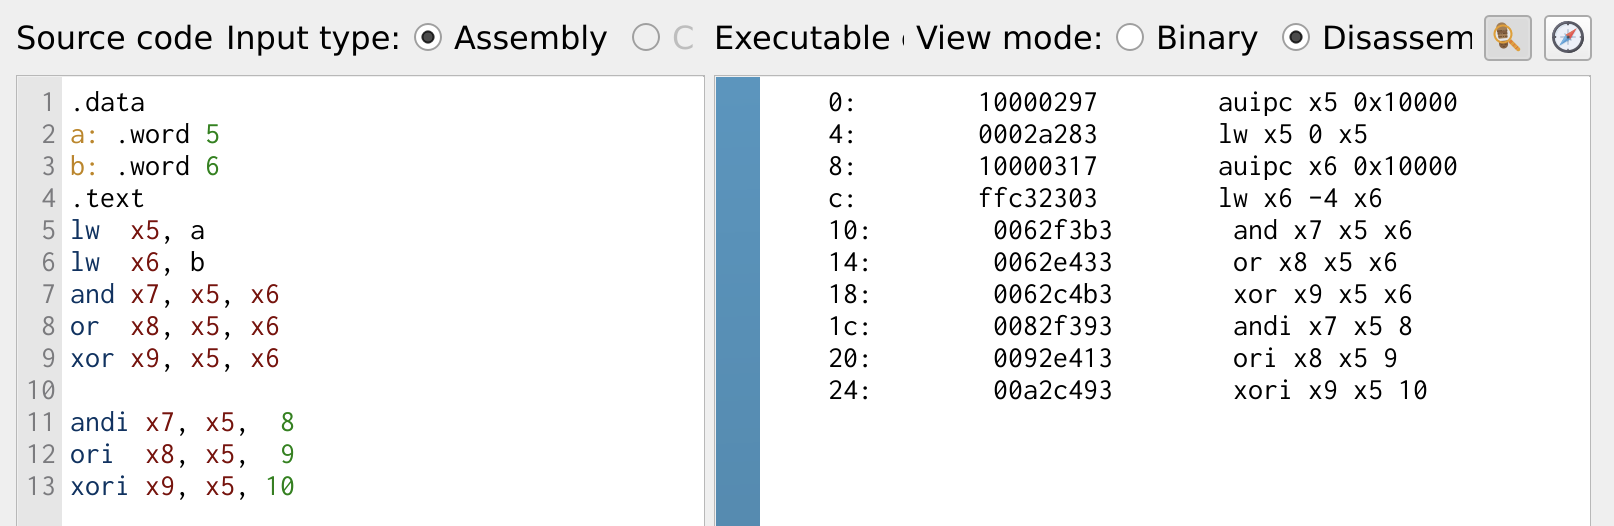 Source code Input type: Assembly C Executable View mode: Binary Disassem
1 .data
2 a: .word 5
3 b: .word 6
4 .text
5 lw  x5, a
6 lw  x6, b
7 and x7, x5, x6
8 or  x8, x5, x6
9 xor x9, x5, x6
10
11 andi x7, x5,  8
12 ori  x8, x5,  9
13 xori x9, x5, 10
0: 10000297 auipc x5 0x10000
4: 0002a283 lw x5 0 x5
8: 10000317 auipc x6 0x10000
c: ffc32303 lw x6 -4 x6
10: 0062f3b3 and x7 x5 x6
14: 0062e433 or x8 x5 x6
18: 0062c4b3 xor x9 x5 x6
1c: 0082f393 andi x7 x5 8
20: 0092e413 ori x8 x5 9
24: 00a2c493 xori x9 x5 10